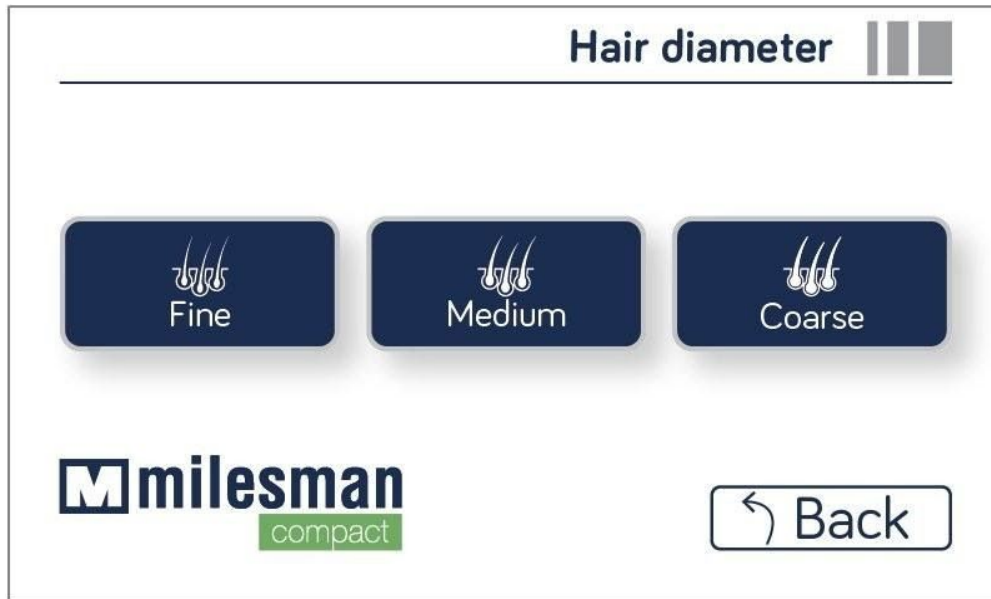 Hair diameter
Fine
Medium
Coarse
M milesman
compact
Back